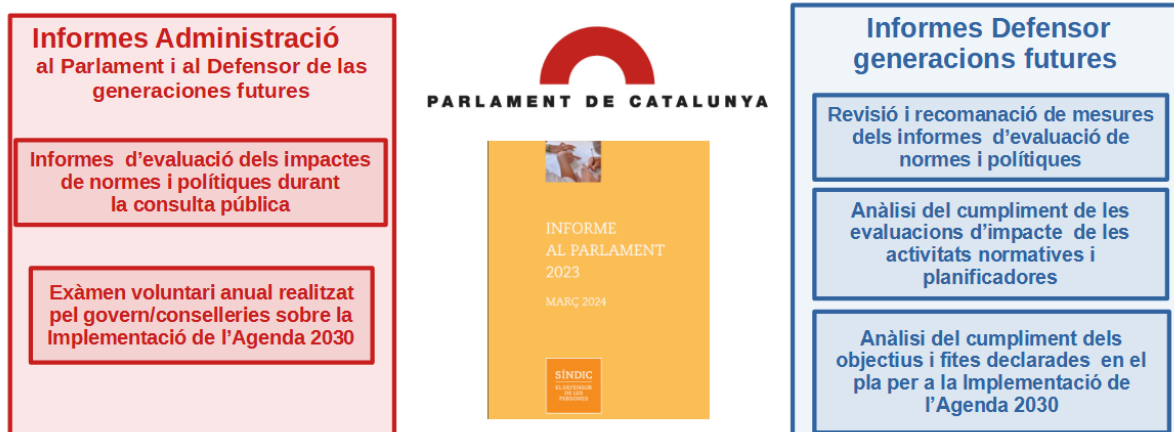 Informes Administració
al Parlament i al Defensor de las
generaciones futures
Informes d’evaluació dels impactes
de normes i polítiques durant
la consulta pública
Exàmen voluntari anual realitzat
pel govern/conselleries sobre la
Implementació de l’Agenda 2030
PARLAMENT DE CATALUNYA
INFORME
AL PARLAMENT
2023
MARÇ 2024
SÍNDIC
EL DEFENSOR
DE LES
PERSONES
Informes Defensor
generacions futures
Revisió i recomanació de mesures
dels informes d’evaluació de
normes i polítiques
Anàlisi del cumpliment de les
evaluacions d’impacte de les
activitats normatives i
planificadores
Anàlisi del cumpliment dels
objectius i fites declarades en el
pla per a la Implementació de
l’Agenda 2030